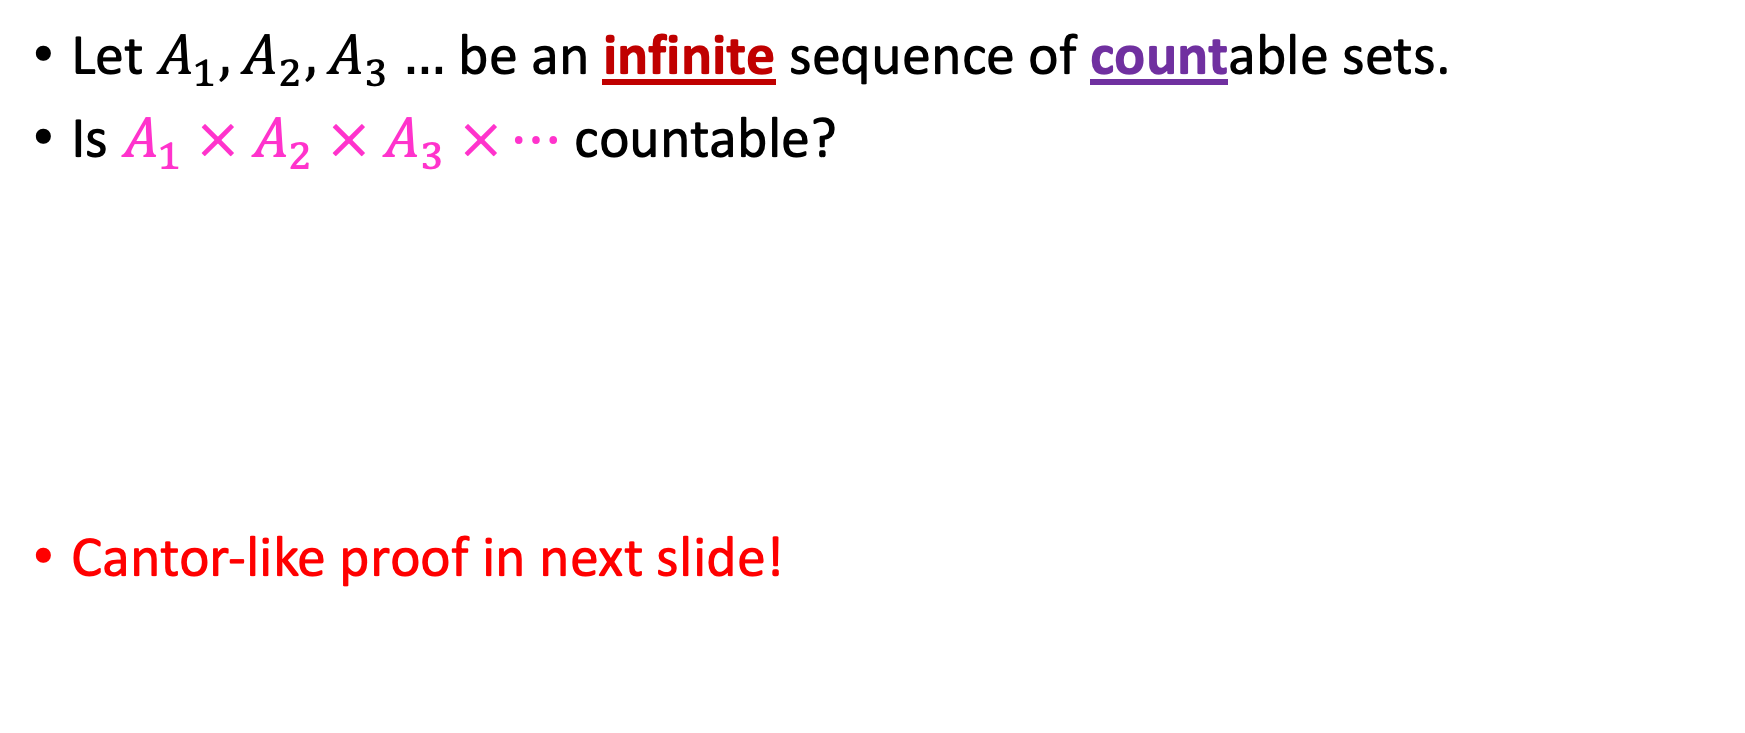 • Let A₁, A₂, A₃ ... be an infinite sequence of countable sets.
• Is A₁ × A₂ × A₃ × ⋯ countable?
• Cantor-like proof in next slide!